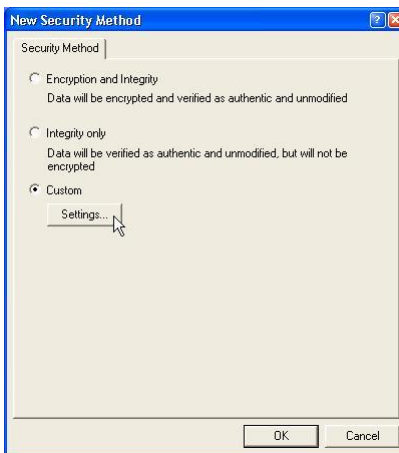 New Security Method
Security Method
Encryption and Integrity
Data will be encrypted and verified as authentic and unmodified
Integrity only
Data will be verified as authentic and unmodified, but will not be
encrypted
Custom
Settings...
OK
Cancel